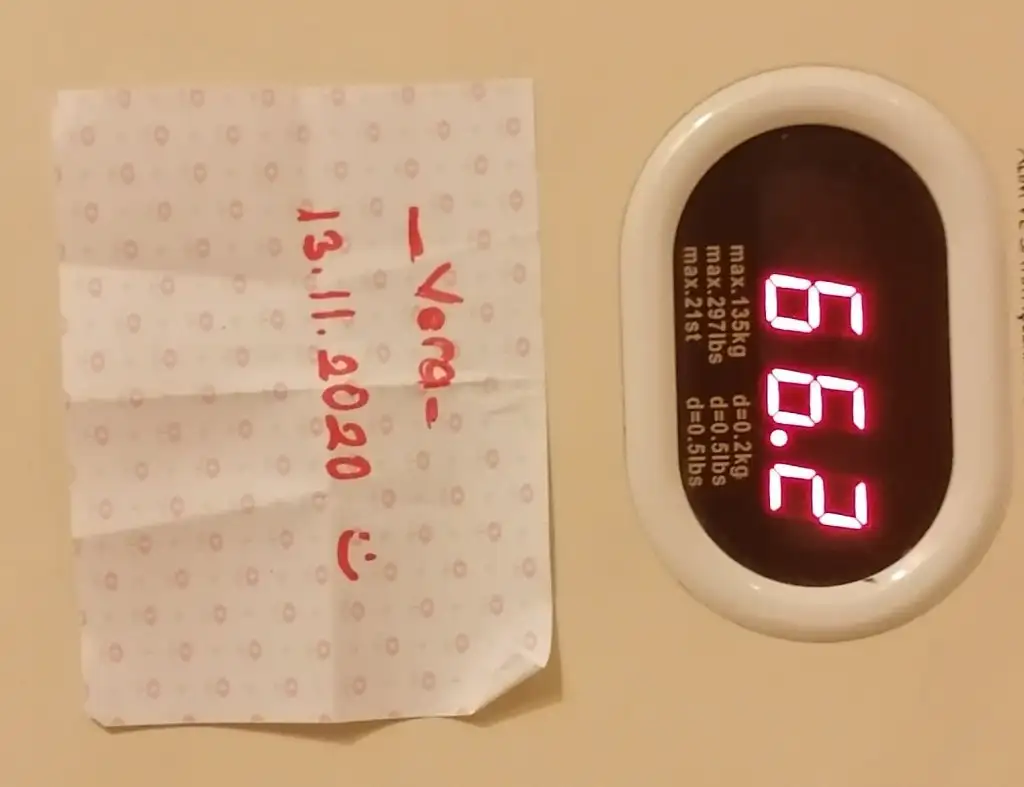 66.2
max.135kg d=0.2kg
max.297lbs d=0.5lbs
max.21st d=0.5lbs
- Vera -
13.11.2020 :)